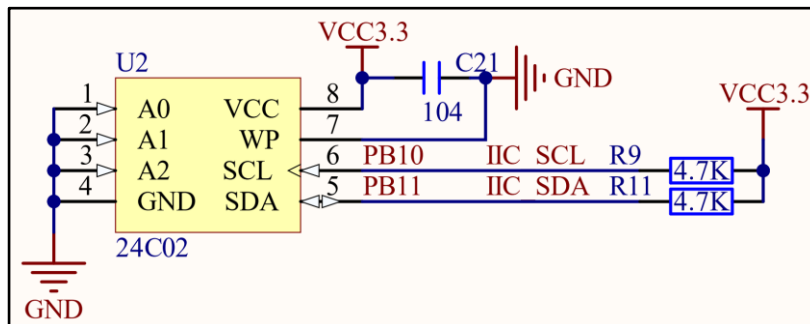 VCC3.3
U2
C21
GND
VCC3.3
1 A0 VCC 8
104
2 A1 WP 7
3 A2 SCL 6 PB10 IIC SCL R9 4.7K
4 GND SDA 5 PB11 IIC SDA R11 4.7K
24C02
GND